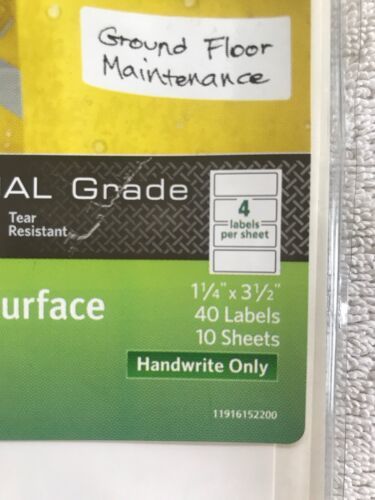 Ground Floor
Maintenance
IAL Grade
Tear
Resistant
4
labels
per sheet
urface
1¼" x 3½"
40 Labels
10 Sheets
Handwrite Only
11916152200